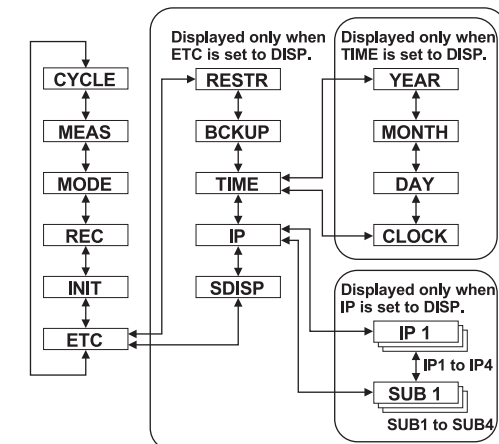 CYCLE
MEAS
MODE
REC
INIT
ETC
Displayed only when
ETC is set to DISP.
RESTR
BCKUP
TIME
IP
SDISP
Displayed only when
TIME is set to DISP.
YEAR
MONTH
DAY
CLOCK
Displayed only when
IP is set to DISP.
IP 1
IP1 to IP4
SUB 1
SUB1 to SUB4